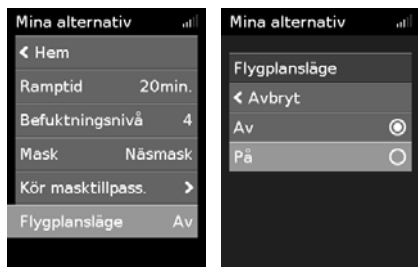 Mina alternativ
Hem
Ramptid 20min.
Befuktningsnivå 4
Mask Näsmask
Kör masktillpass.
Flygplansläge Av
Mina alternativ
Flygplansläge
Avbryt
Av
På